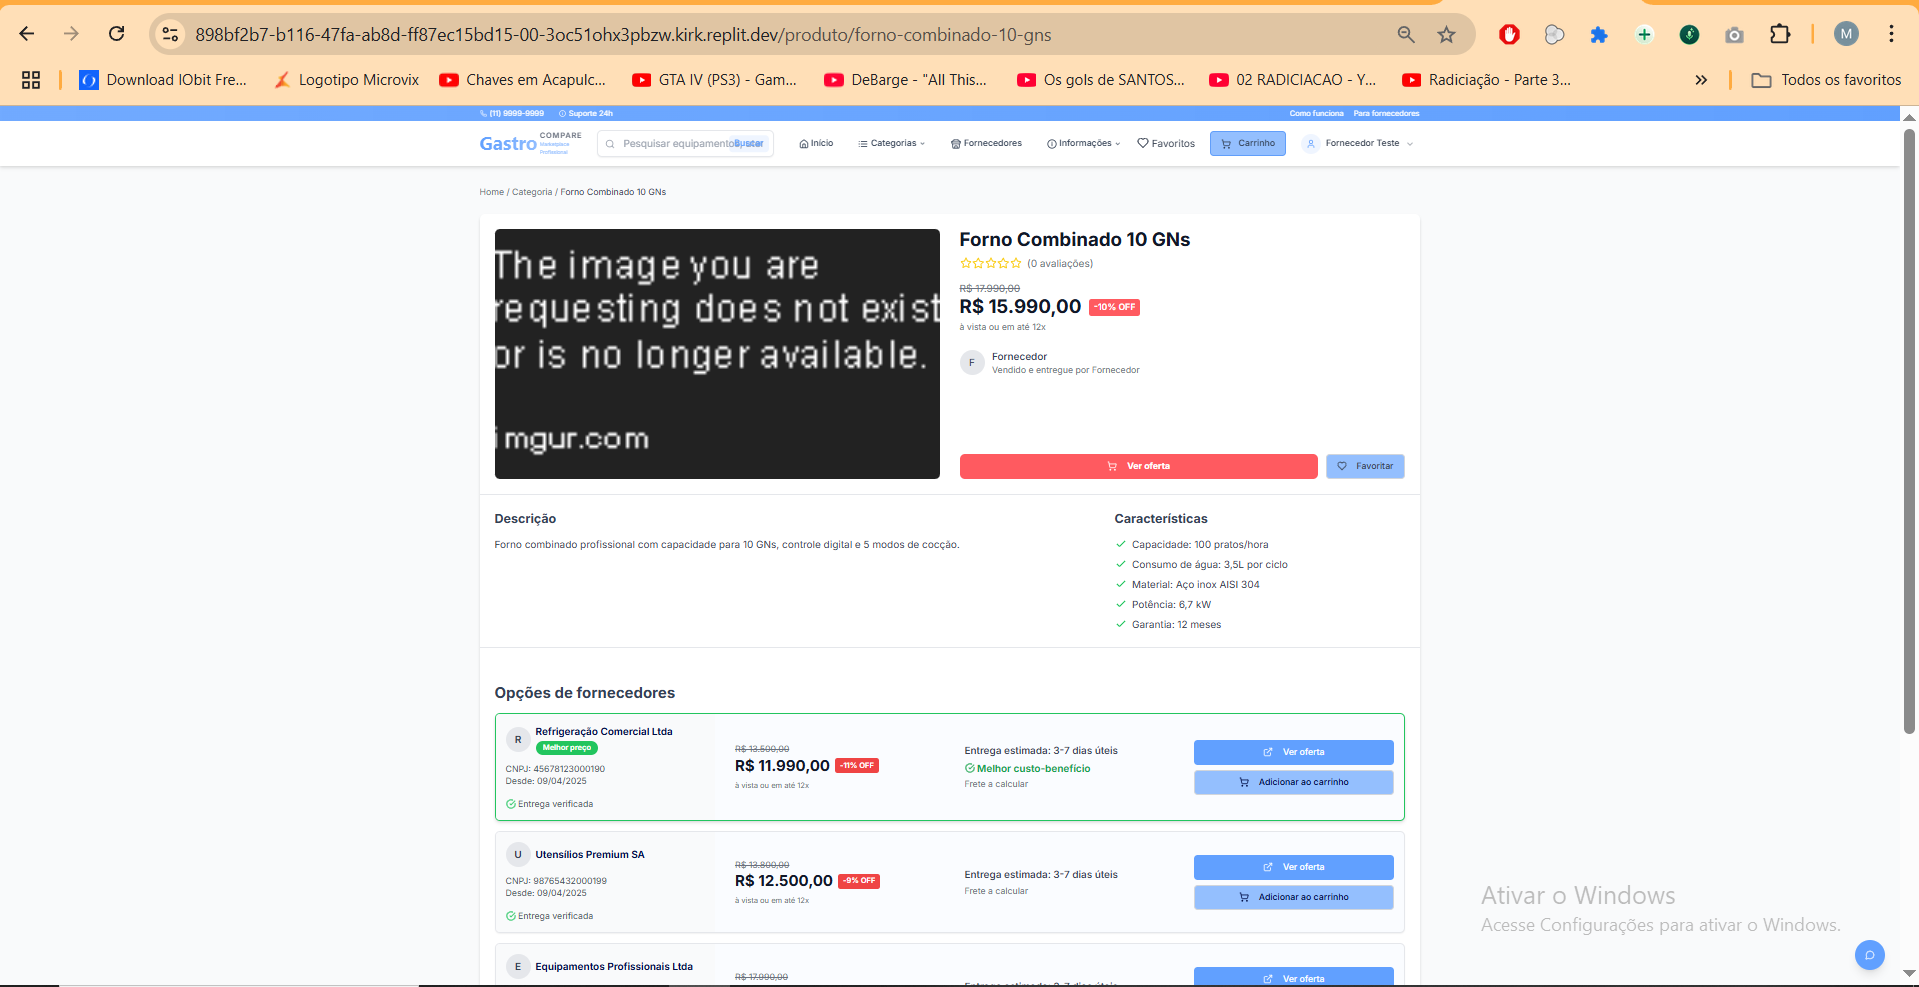 898bf2b7-b116-47fa-ab8d-ff87ec15bd15-00-3oc51ohx3pbzw.kirk.replit.dev/produto/forno-combinado-10-gns
M
Download IObit Fre...
Logotipo Microvix
Chaves em Acapulc...
GTA IV (PS3) - Gam...
DeBarge - "All This...
Os gols de SANTOS...
02 RADICIACAO - Y...
Radiciação - Parte 3...
Todos os favoritos
(11) 9999-9999 Suporte 24h
Como funciona Para fornecedores
Gastro COMPARE
Marketplace
Profissional
Pesquisar equipamento Buscar
Início Categorias Fornecedores Informações Favoritos Carrinho Fornecedor Teste
Home / Categoria / Forno Combinado 10 GNs
The image you are
requesting does not exist
or is no longer available.
imgur.com
Forno Combinado 10 GNs
(0 avaliações)
R$ 17.990,00
R$ 15.990,00 -10% OFF
à vista ou em até 12x
F
Fornecedor
Vendido e entregue por Fornecedor
Ver oferta
Favoritar
Descrição
Forno combinado profissional com capacidade para 10 GNs, controle digital e 5 modos de cocção.
Características
Capacidade: 100 pratos/hora
Consumo de água: 3,5L por ciclo
Material: Aço inox AISI 304
Potência: 6,7 kW
Garantia: 12 meses
Opções de fornecedores
R
Refrigeração Comercial Ltda
Melhor preço
CNPJ: 45678123000190
Desde: 09/04/2025
Entrega verificada
R$ 13.500,00
R$ 11.990,00 -11% OFF
à vista ou em até 12x
Entrega estimada: 3-7 dias úteis
Melhor custo-benefício
Frete a calcular
Ver oferta
Adicionar ao carrinho
U
Utensílios Premium SA
CNPJ: 98765432000199
Desde: 09/04/2025
Entrega verificada
R$ 13.800,00
R$ 12.500,00 -9% OFF
à vista ou em até 12x
Entrega estimada: 3-7 dias úteis
Frete a calcular
Ver oferta
Adicionar ao carrinho
E
Equipamentos Profissionais Ltda
R$ 17.990,00
Entrega estimada: 3-7 dias úteis
Ver oferta
Ativar o Windows
Acesse Configurações para ativar o Windows.